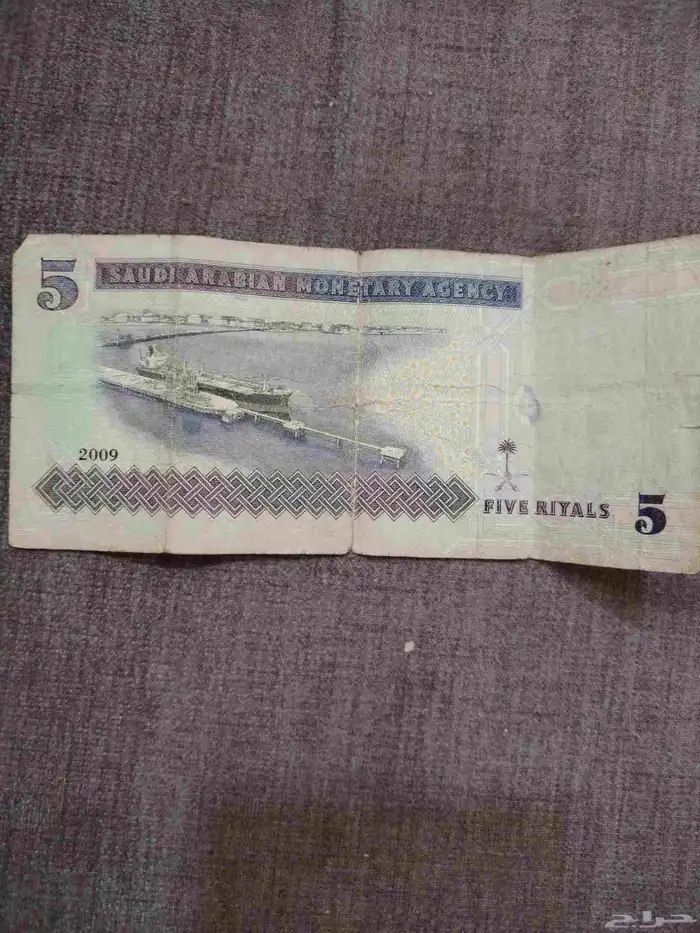 5 SAUDI ARABIAN MONETARY AGENCY
2009
FIVE RIYALS 5
حراج